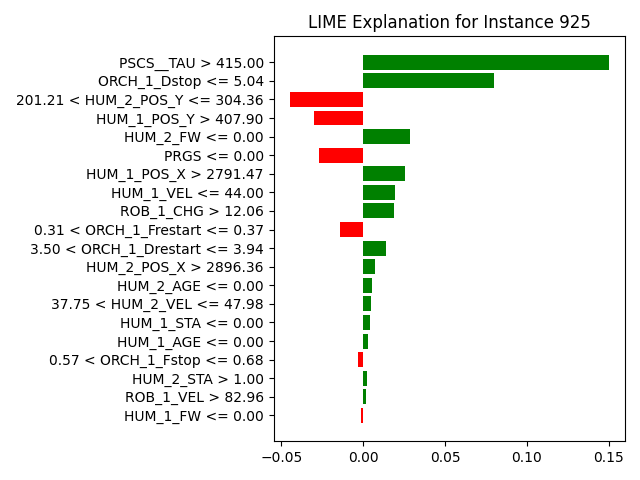 LIME Explanation for Instance 925
PSCS__TAU > 415.00
ORCH_1_Dstop <= 5.04
201.21 < HUM_2_POS_Y <= 304.36
HUM_1_POS_Y > 407.90
HUM_2_FW <= 0.00
PRGS <= 0.00
HUM_1_POS_X > 2791.47
HUM_1_VEL <= 44.00
ROB_1_CHG > 12.06
0.31 < ORCH_1_Frestart <= 0.37
3.50 < ORCH_1_Drestart <= 3.94
HUM_2_POS_X > 2896.36
HUM_2_AGE <= 0.00
37.75 < HUM_2_VEL <= 47.98
HUM_1_STA <= 0.00
HUM_1_AGE <= 0.00
0.57 < ORCH_1_Fstop <= 0.68
HUM_2_STA > 1.00
ROB_1_VEL > 82.96
HUM_1_FW <= 0.00
−0.05 0.00 0.05 0.10 0.15